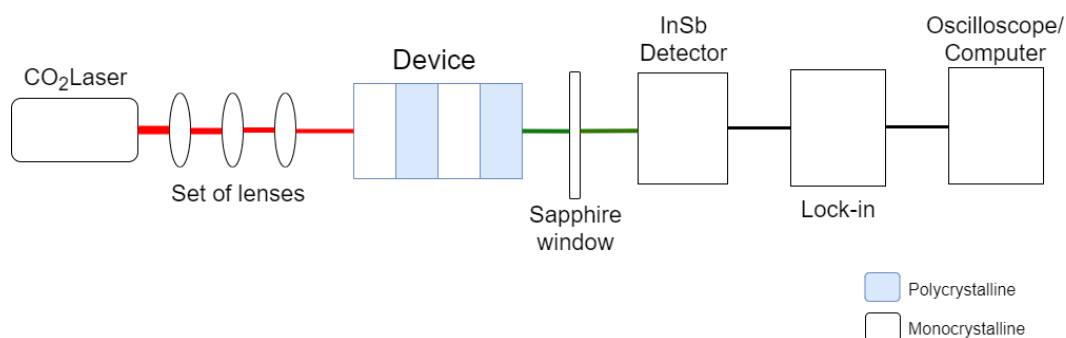 CO₂Laser
Set of lenses
Device
Sapphire
window
InSb
Detector
Lock-in
Oscilloscope/
Computer
Polycrystalline
Monocrystalline